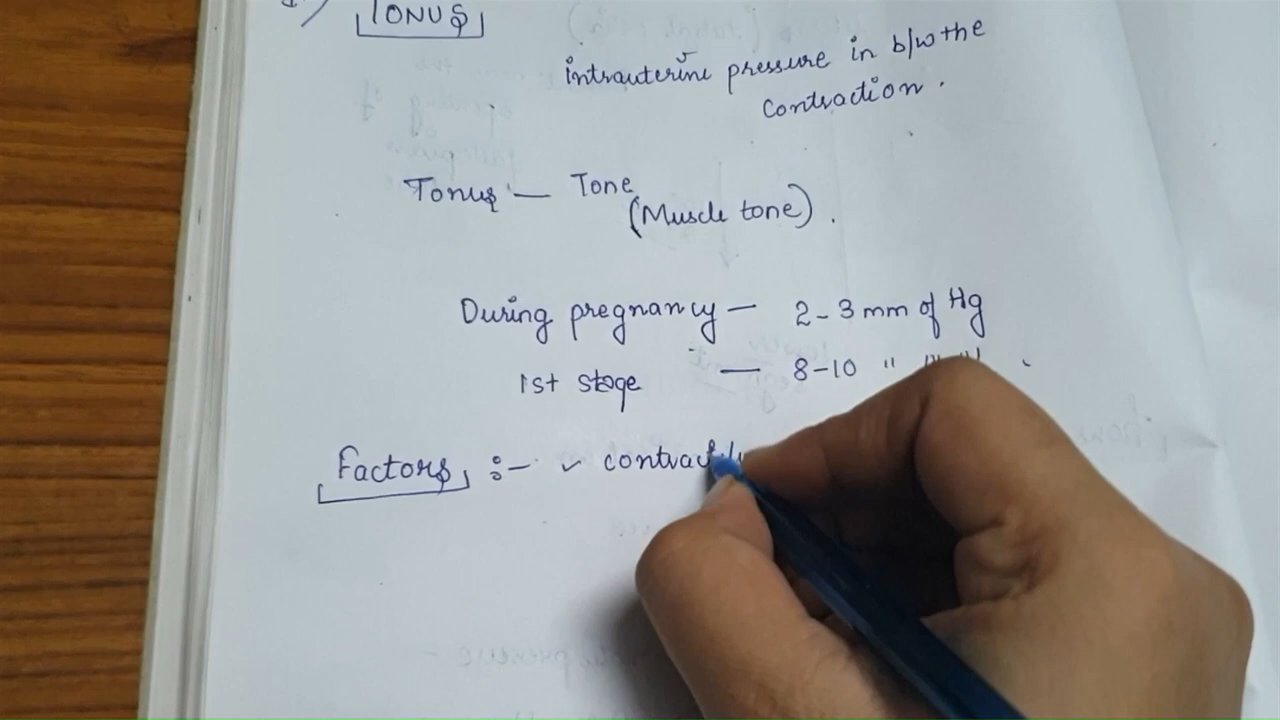 TONUS
intrauterine pressure in b/w the
contraction.
Tonus — Tone
(Muscle tone).
During pregnancy — 2-3 mm of Hg
1st stage — 8-10 " " "
Factors :- ✓